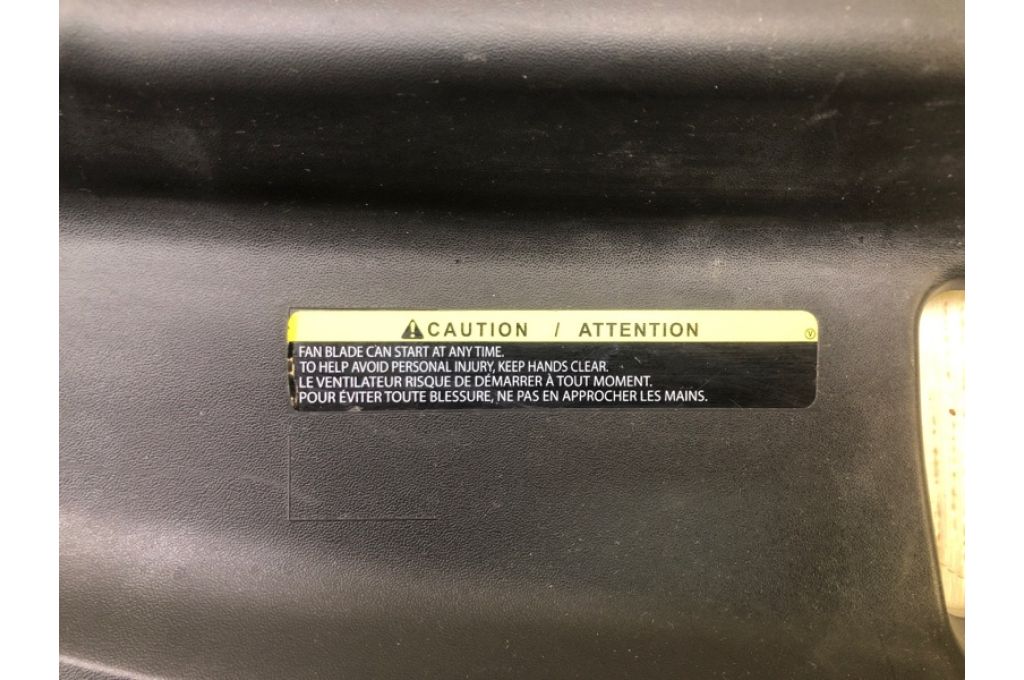 CAUTION / ATTENTION
V
FAN BLADE CAN START AT ANY TIME.
TO HELP AVOID PERSONAL INJURY, KEEP HANDS CLEAR.
LE VENTILATEUR RISQUE DE DÉMARRER À TOUT MOMENT.
POUR ÉVITER TOUTE BLESSURE, NE PAS EN APPROCHER LES MAINS.